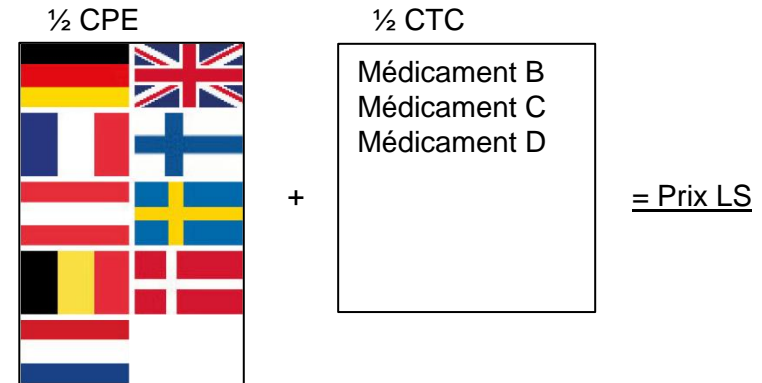 ½ CPE
½ CTC
Médicament B
Médicament C
Médicament D
+
= Prix LS